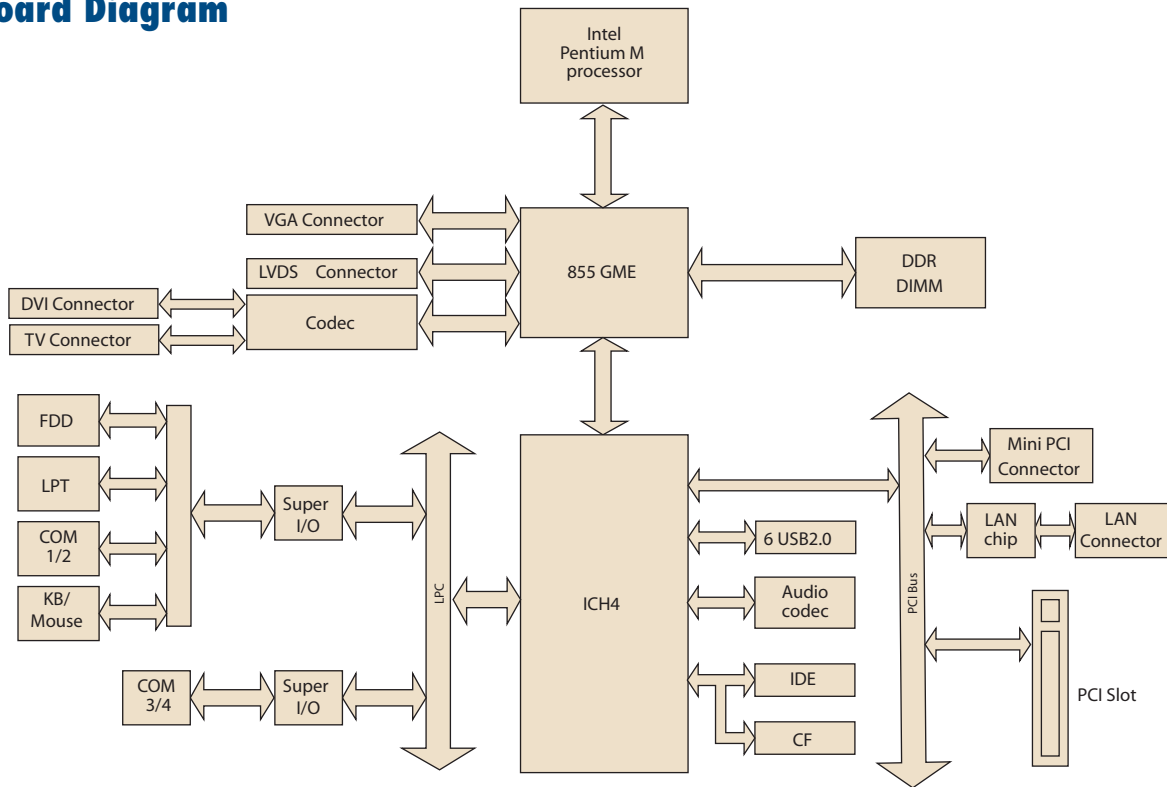 oard Diagram
Intel
Pentium M
processor
VGA Connector
LVDS Connector
855 GME
DDR
DIMM
DVI Connector
TV Connector
Codec
FDD
LPT
COM
1/2
KB/
Mouse
Super
I/O
LPC
COM
3/4
Super
I/O
ICH4
6 USB2.0
Audio
codec
IDE
CF
PCI Bus
Mini PCI
Connector
LAN
chip
LAN
Connector
PCI Slot